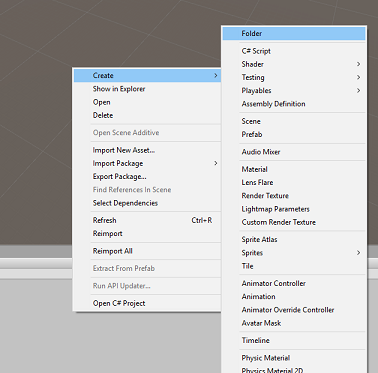 Create
Show in Explorer
Open
Delete
Open Scene Additive
Import New Asset...
Import Package
Export Package...
Find References In Scene
Select Dependencies
Refresh Ctrl+R
Reimport
Reimport All
Extract From Prefab
Run API Updater...
Open C# Project
Folder
C# Script
Shader
Testing
Playables
Assembly Definition
Scene
Prefab
Audio Mixer
Material
Lens Flare
Render Texture
Lightmap Parameters
Custom Render Texture
Sprite Atlas
Sprites
Tile
Animator Controller
Animation
Animator Override Controller
Avatar Mask
Timeline
Physic Material
Physics Material 2D